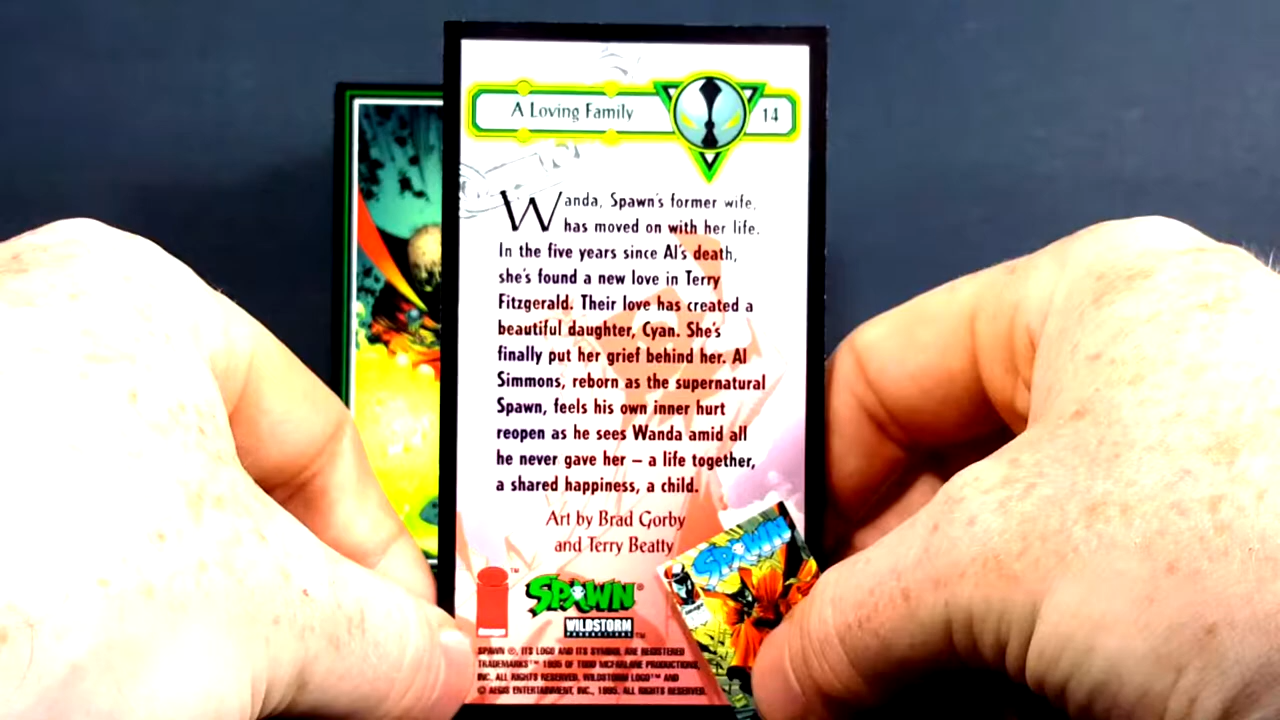 A Loving Family
14
Wanda, Spawn's former wife,
has moved on with her life.
In the five years since Al's death,
she's found a new love in Terry
Fitzgerald. Their love has created a
beautiful daughter, Cyan. She's
finally put her grief behind her. Al
Simmons, reborn as the supernatural
Spawn, feels his own inner hurt
reopen as he sees Wanda amid all
he never gave her – a life together,
a shared happiness, a child.
Art by Brad Gorby
and Terry Beatty
SPAWN
TM
image
SPAWN®
WILDSTORM
PRODUCTIONS TM
SPAWN ®, ITS LOGO AND ITS SYMBOL ARE REGISTERED
TRADEMARKS™ 1995 OF TODD MCFARLANE PRODUCTIONS,
INC. ALL RIGHTS RESERVED. WILDSTORM LOGO™ AND
© AEGIS ENTERTAINMENT, INC., 1995. ALL RIGHTS RESERVED.